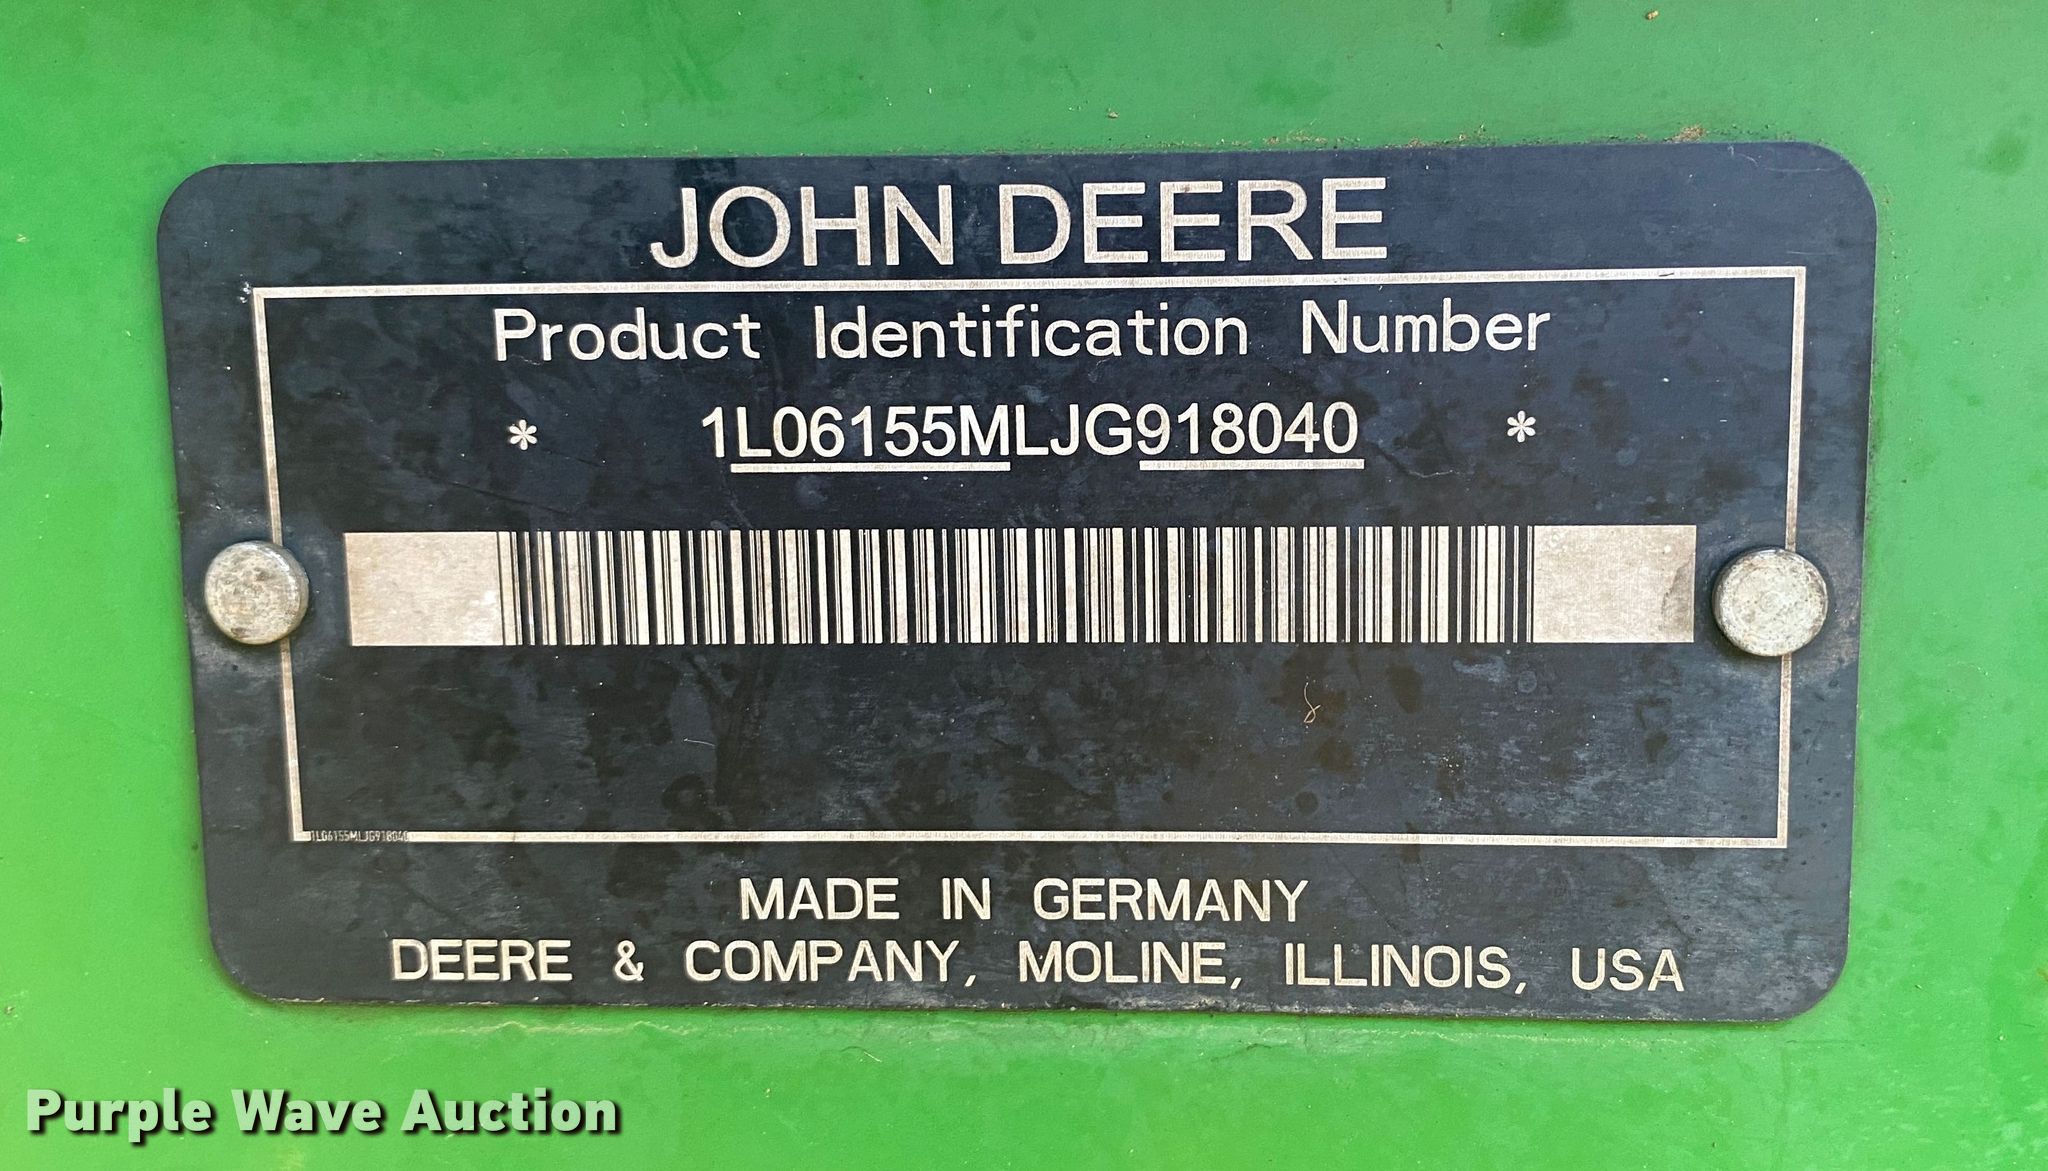 JOHN DEERE
Product Identification Number
* 1L06155MLJG918040 *
1L06155MLJG918040
MADE IN GERMANY
DEERE & COMPANY, MOLINE, ILLINOIS, USA
Purple Wave Auction